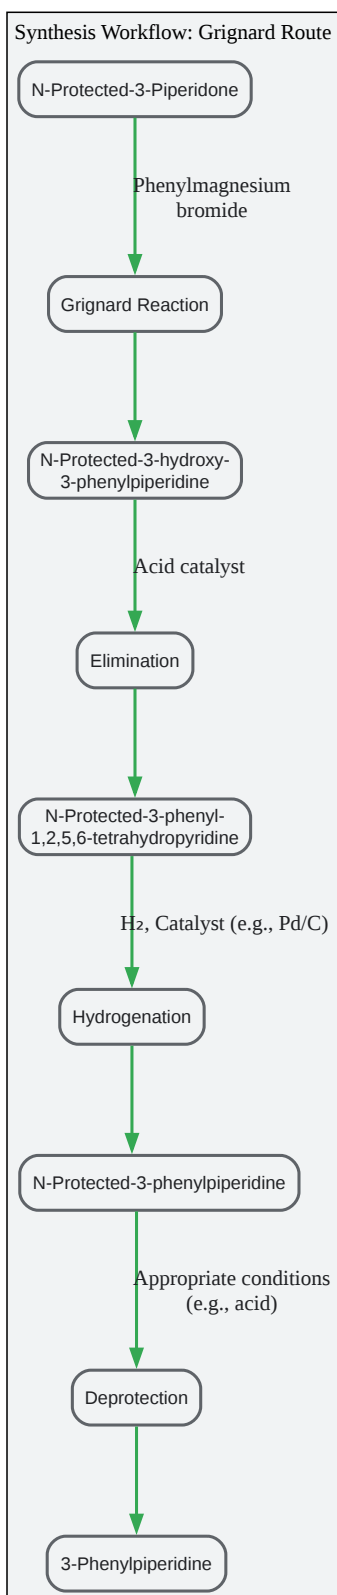 Synthesis Workflow: Grignard Route
N-Protected-3-Piperidone
Phenylmagnesium
bromide
Grignard Reaction
N-Protected-3-hydroxy-
3-phenylpiperidine
Acid catalyst
Elimination
N-Protected-3-phenyl-
1,2,5,6-tetrahydropyridine
H₂, Catalyst (e.g., Pd/C)
Hydrogenation
N-Protected-3-phenylpiperidine
Appropriate conditions
(e.g., acid)
Deprotection
3-Phenylpiperidine